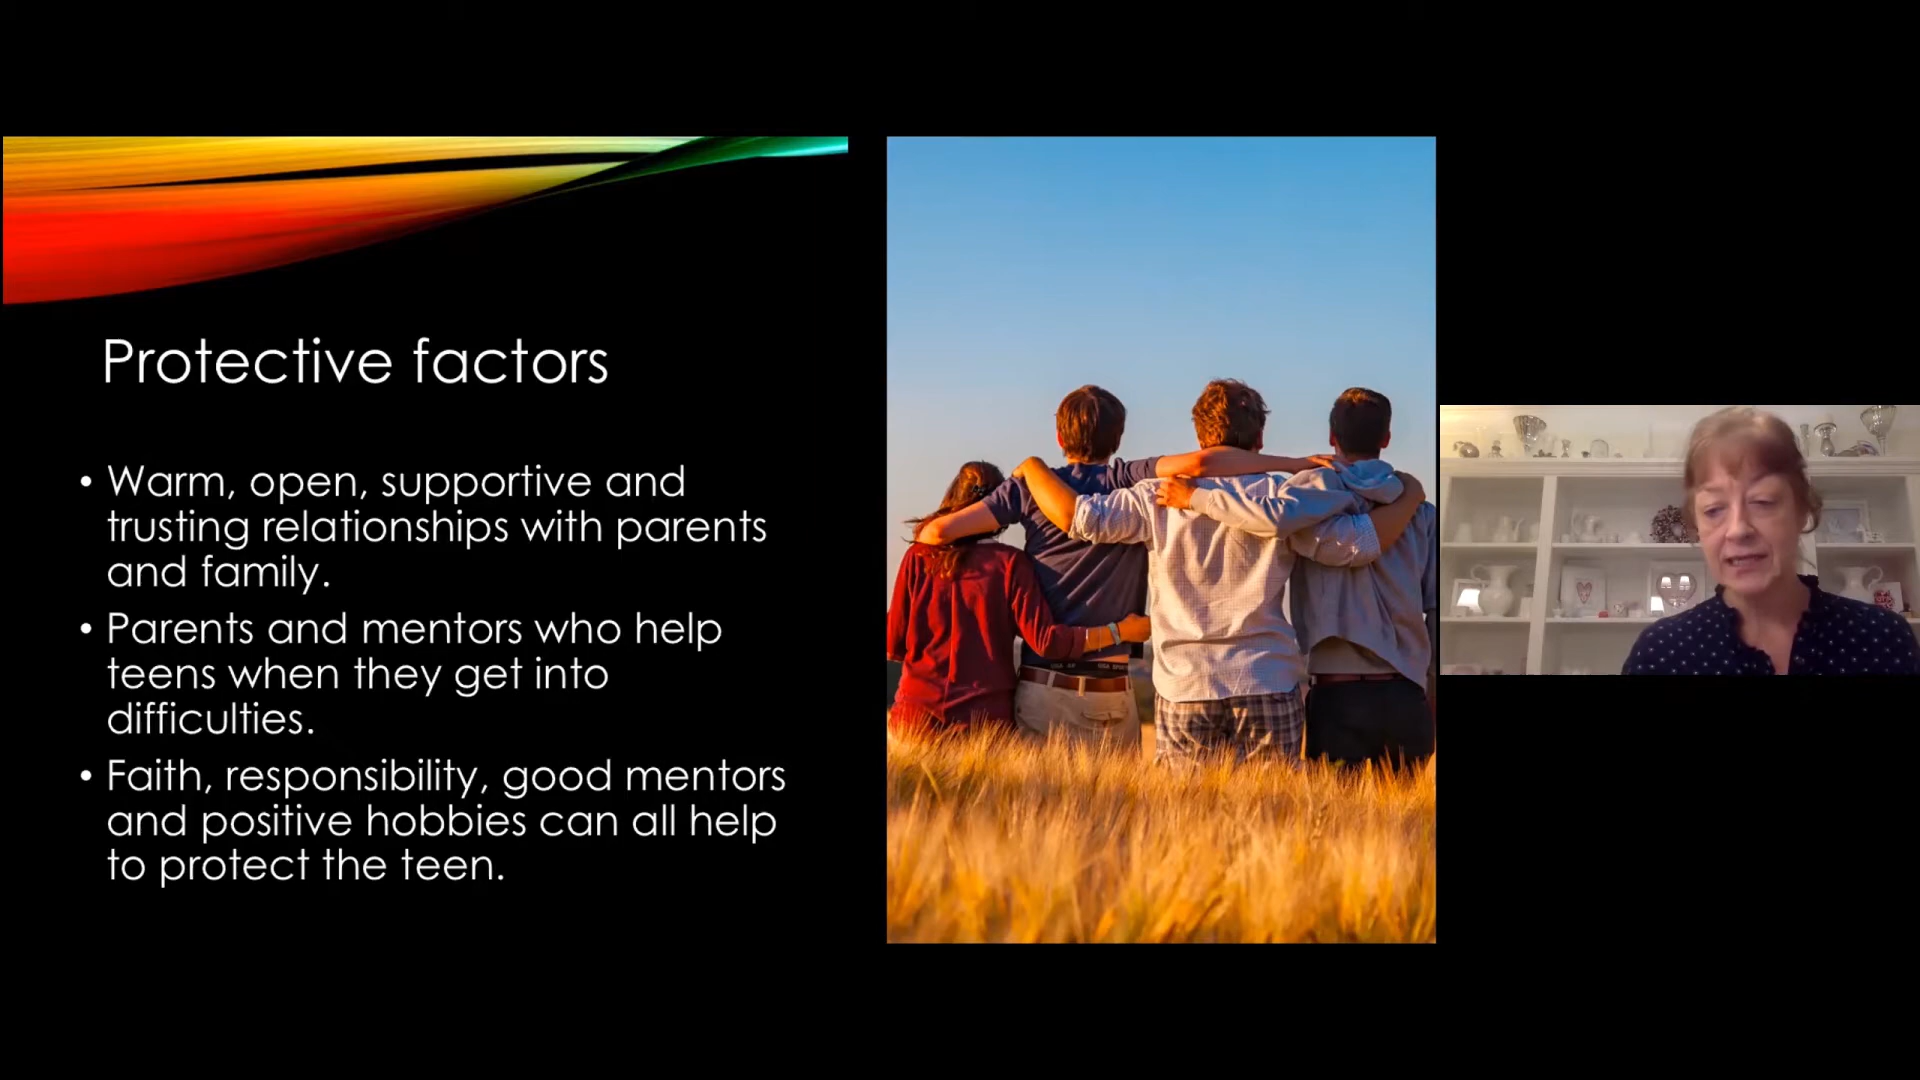 Protective factors
• Warm, open, supportive and
trusting relationships with parents
and family.
• Parents and mentors who help
teens when they get into
difficulties.
• Faith, responsibility, good mentors
and positive hobbies can all help
to protect the teen.